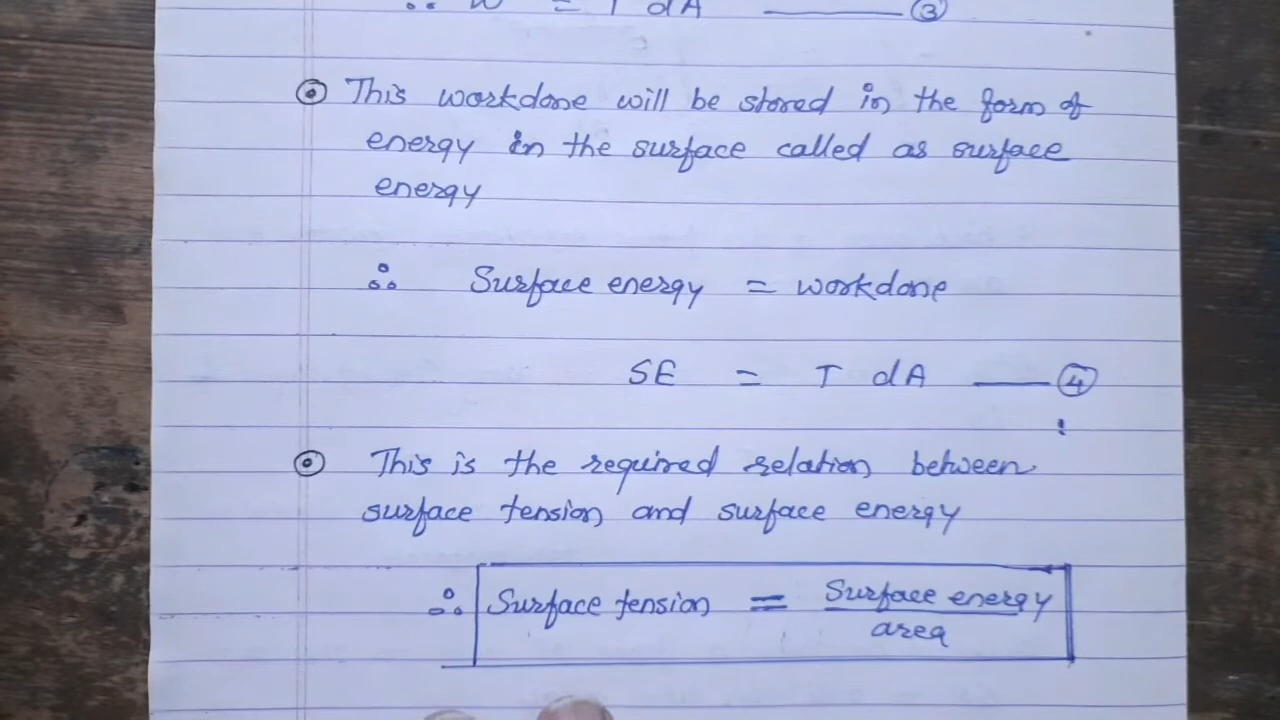 ∴ W = T dA ——— ③
⊙ This workdone will be stored in the form of
energy in the surface called as surface
energy
∴ Surface energy = workdone
SE = T dA ——— ④
⊙ This is the required relation between
surface tension and surface energy
∴ Surface tension = Surface energy
area